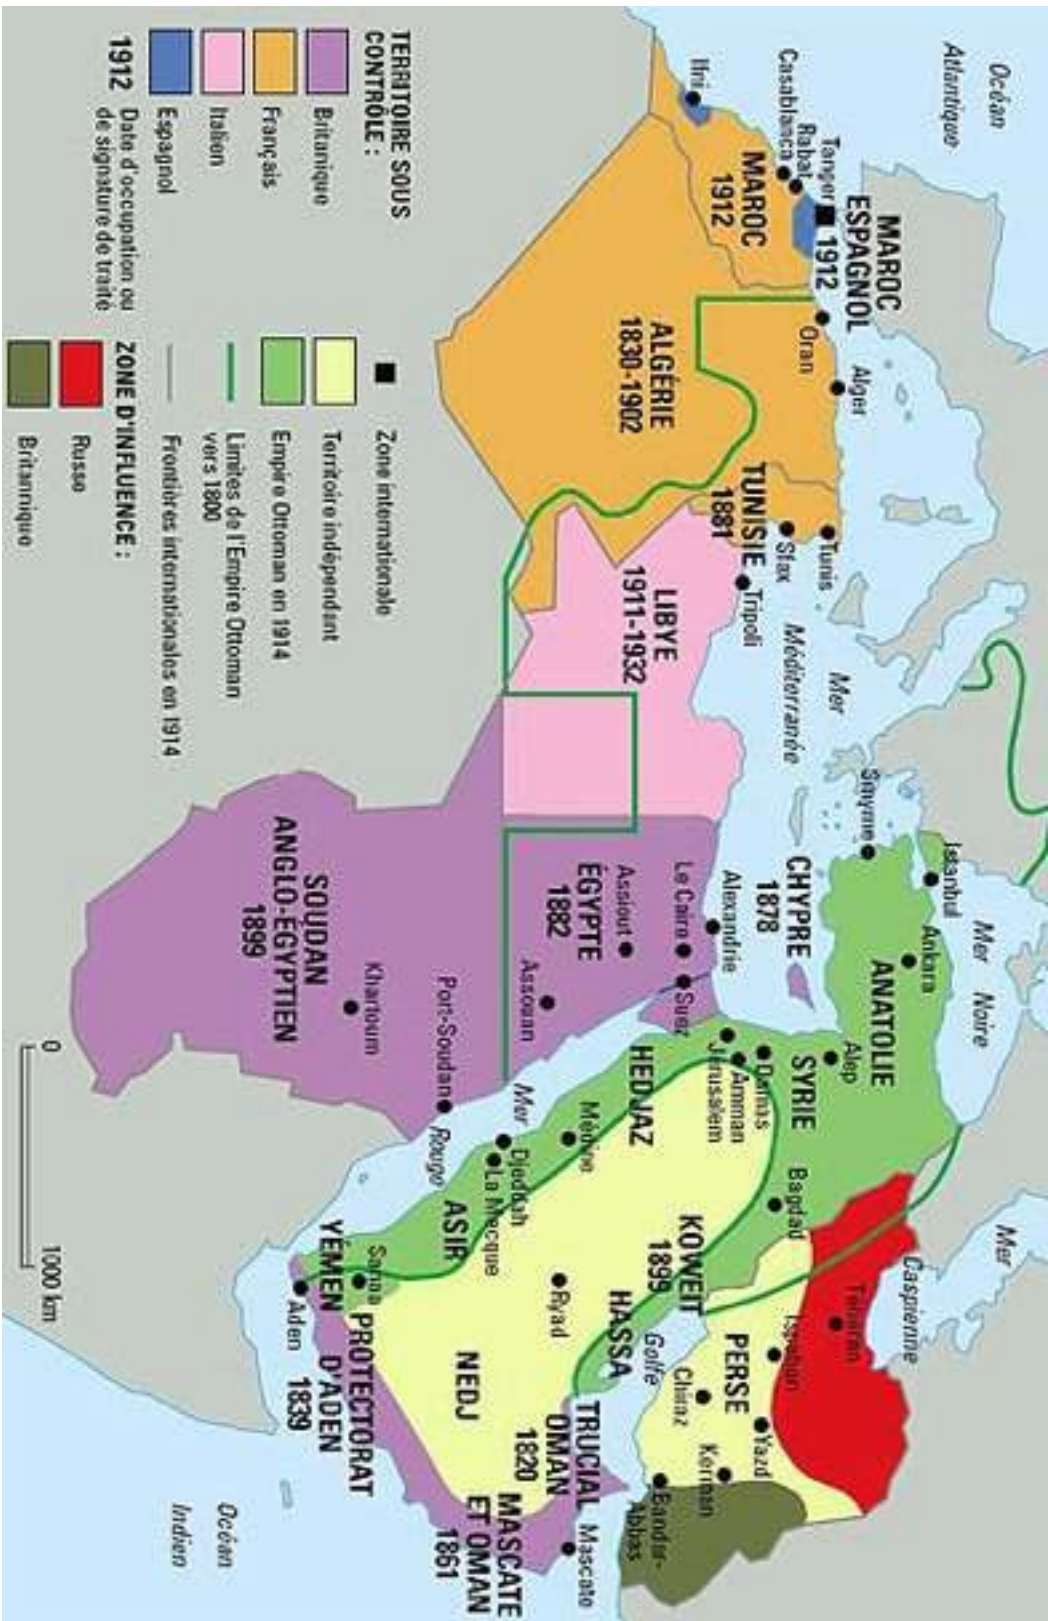 Océan
Atlantique
MAROC
ESPAGNOL
1912
Tanger
Rabat
Casablanca
Ifni
MAROC
1912
Oran
Alger
ALGÉRIE
1830-1902
Tunis
Sfax
TUNISIE
1881
Tripoli
LIBYE
1911-1932
Mer
Méditerranée
Smyrne
Istanbul
Ankara
Mer Noire
ANATOLIE
CHYPRE
1878
Alexandrie
Le Caire
Suez
Assiout
ÉGYPTE
1882
Assouan
Alep
SYRIE
Damas
Amman
Jérusalem
Bagdad
HEDJAZ
Médine
Djeddah
La Mecque
Mer
Rouge
Port-Soudan
Khartoum
SOUDAN
ANGLO-ÉGYPTIEN
1899
ASIR
Sanaa
YÉMEN
Aden
PROTECTORAT
D'ADEN
1839
NEDJ
Ryad
KOWEIT
1899
HASSA
Golfe
Mer
Caspienne
Téhéran
Ispahan
PERSE
Chiraz
Yazd
Kerman
Bandar-
Abbas
TRUCIAL
OMAN
1820
Mascate
MASCATE
ET OMAN
1861
Océan
Indien
TERRITOIRE SOUS
CONTRÔLE :
Britanique
Français
Italien
Espagnol
1912 Date d'occupation ou
de signature de traité
Zone internationale
Territoire indépendant
Empire Ottoman en 1914
Limites de l'Empire Ottoman
vers 1800
Frontières internationales en 1914
ZONE D'INFLUENCE :
Russe
Britannique
0 1000 km